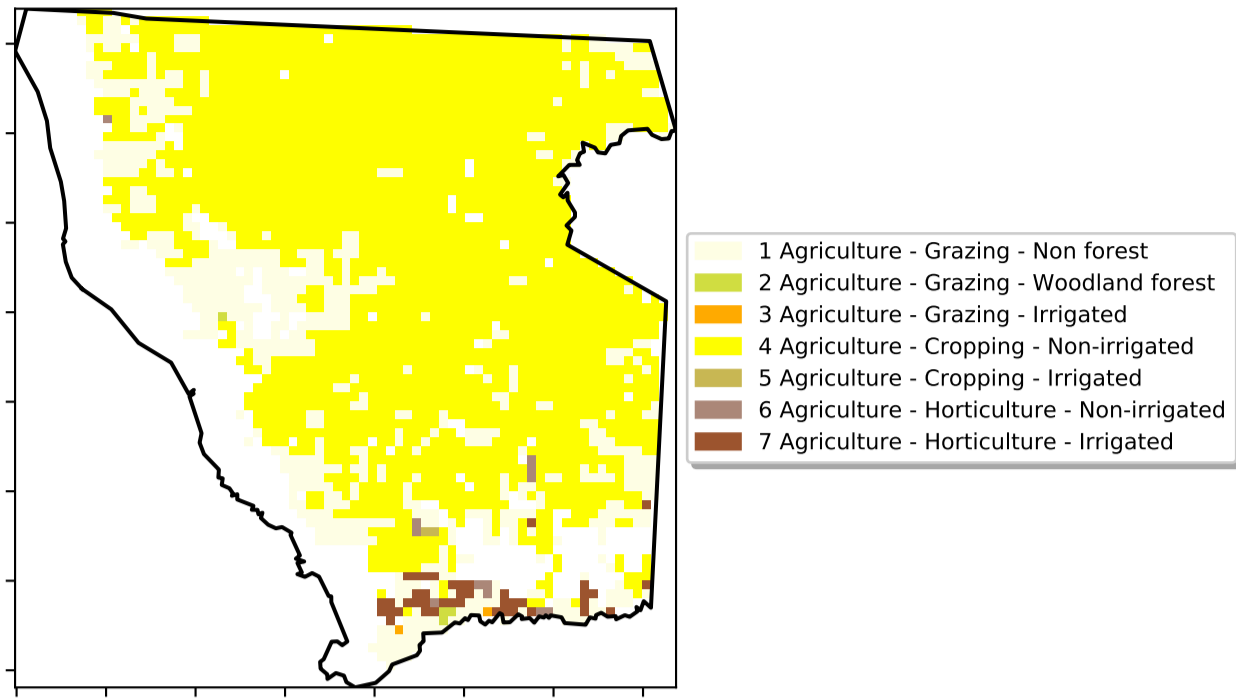 1 Agriculture - Grazing - Non forest
2 Agriculture - Grazing - Woodland forest
3 Agriculture - Grazing - Irrigated
4 Agriculture - Cropping - Non-irrigated
5 Agriculture - Cropping - Irrigated
6 Agriculture - Horticulture - Non-irrigated
7 Agriculture - Horticulture - Irrigated